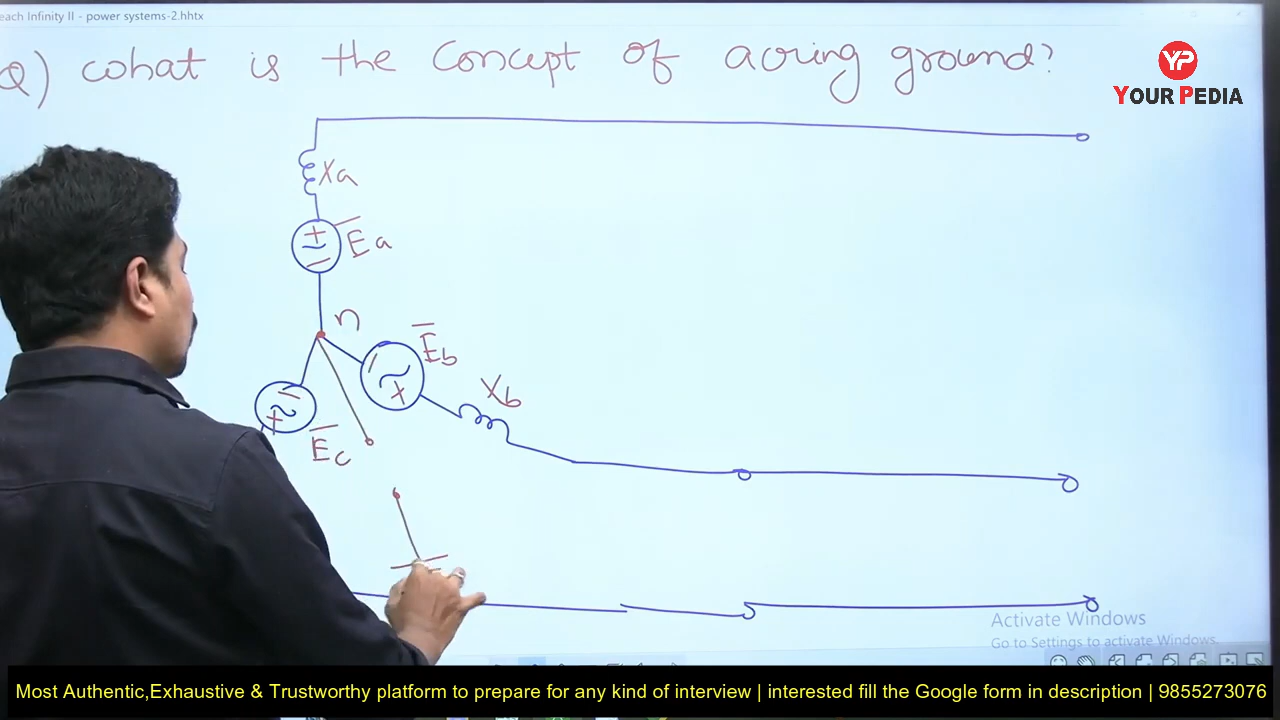 each Infinity II - power systems-2.hhtx
Q) what is the concept of acring ground?
YP
YOUR PEDIA
Xa
+
Ea
−
n
Eb
−
+
Xb
−
+
Ec
Activate Windows
Go to Settings to activate Windows.
Most Authentic,Exhaustive & Trustworthy platform to prepare for any kind of interview | interested fill the Google form in description | 9855273076